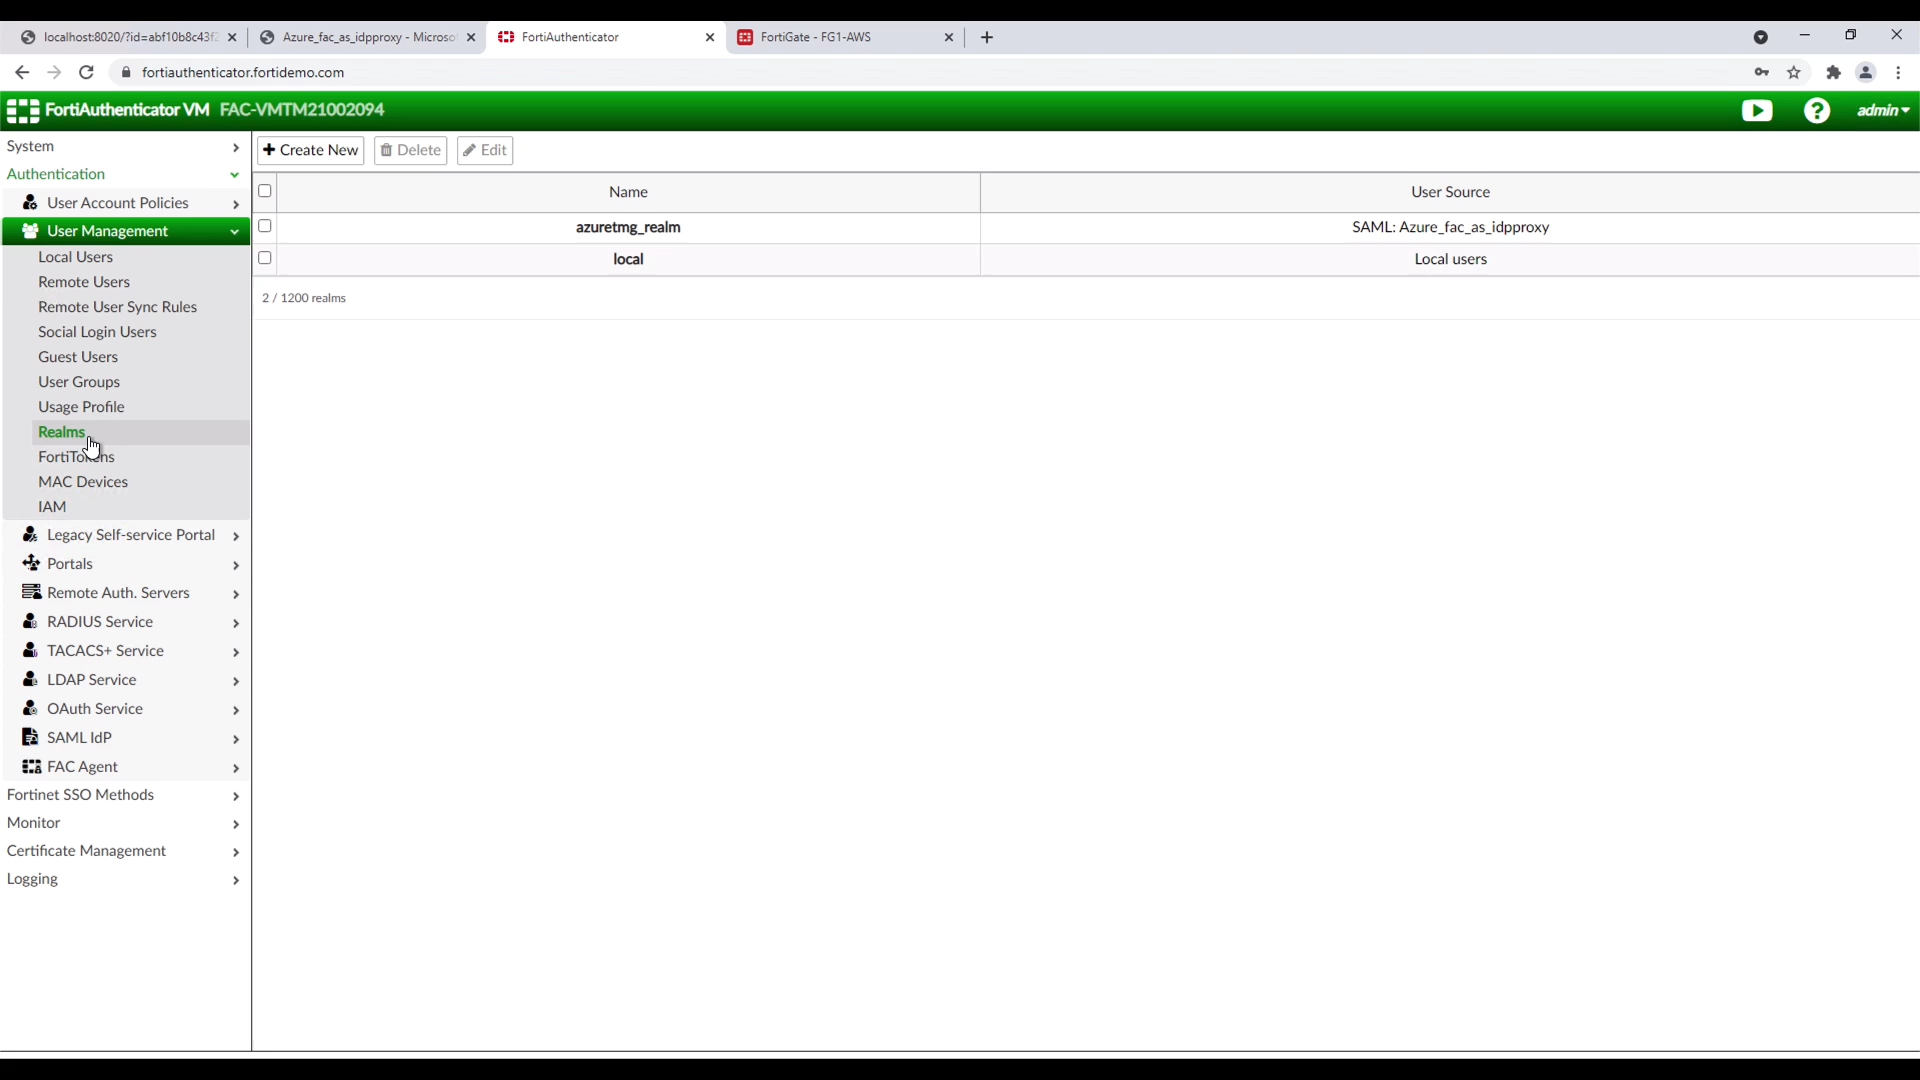 localhost:8020/?id=abf10b8c43f2
Azure_fac_as_idpproxy - Microso
FortiAuthenticator
FortiGate - FG1-AWS
fortiauthenticator.fortidemo.com
FortiAuthenticator VM FAC-VMTM21002094
admin
System
Authentication
User Account Policies
User Management
Local Users
Remote Users
Remote User Sync Rules
Social Login Users
Guest Users
User Groups
Usage Profile
Realms
FortiTokens
MAC Devices
IAM
Legacy Self-service Portal
Portals
Remote Auth. Servers
RADIUS Service
TACACS+ Service
LDAP Service
OAuth Service
SAML IdP
FAC Agent
Fortinet SSO Methods
Monitor
Certificate Management
Logging
Create New Delete Edit
Name User Source
azuretmg_realm SAML: Azure_fac_as_idpproxy
local Local users
2 / 1200 realms